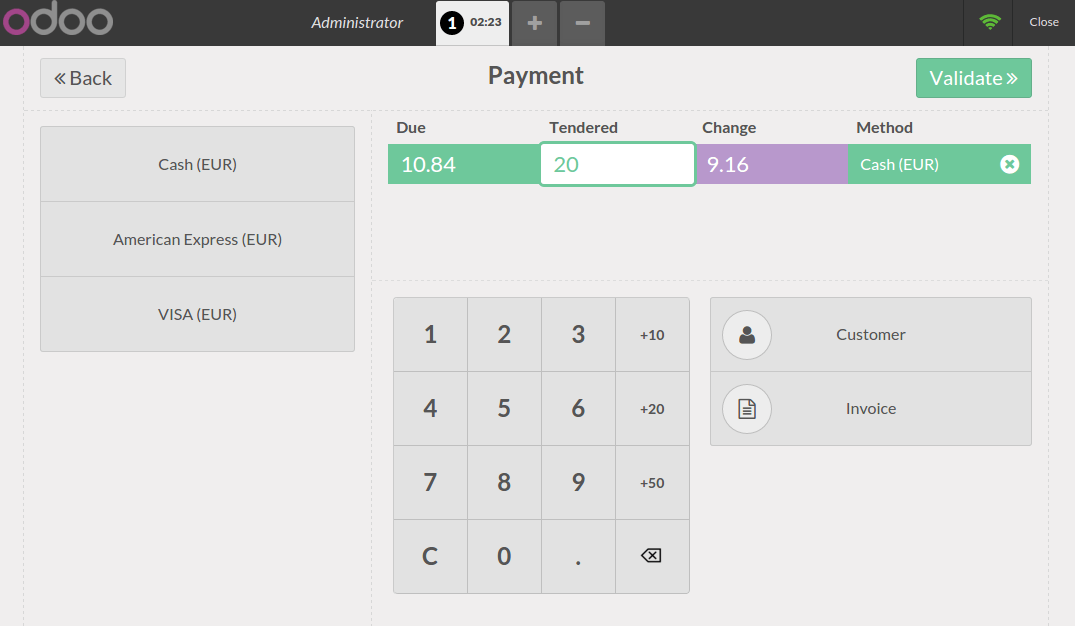 odoo
Administrator
1 02:23
+
−
Close
Back
Payment
Validate
Due Tendered Change Method
10.84 20 9.16 Cash (EUR)
Cash (EUR)
American Express (EUR)
VISA (EUR)
1 2 3 +10
4 5 6 +20
7 8 9 +50
C 0 .
Customer
Invoice